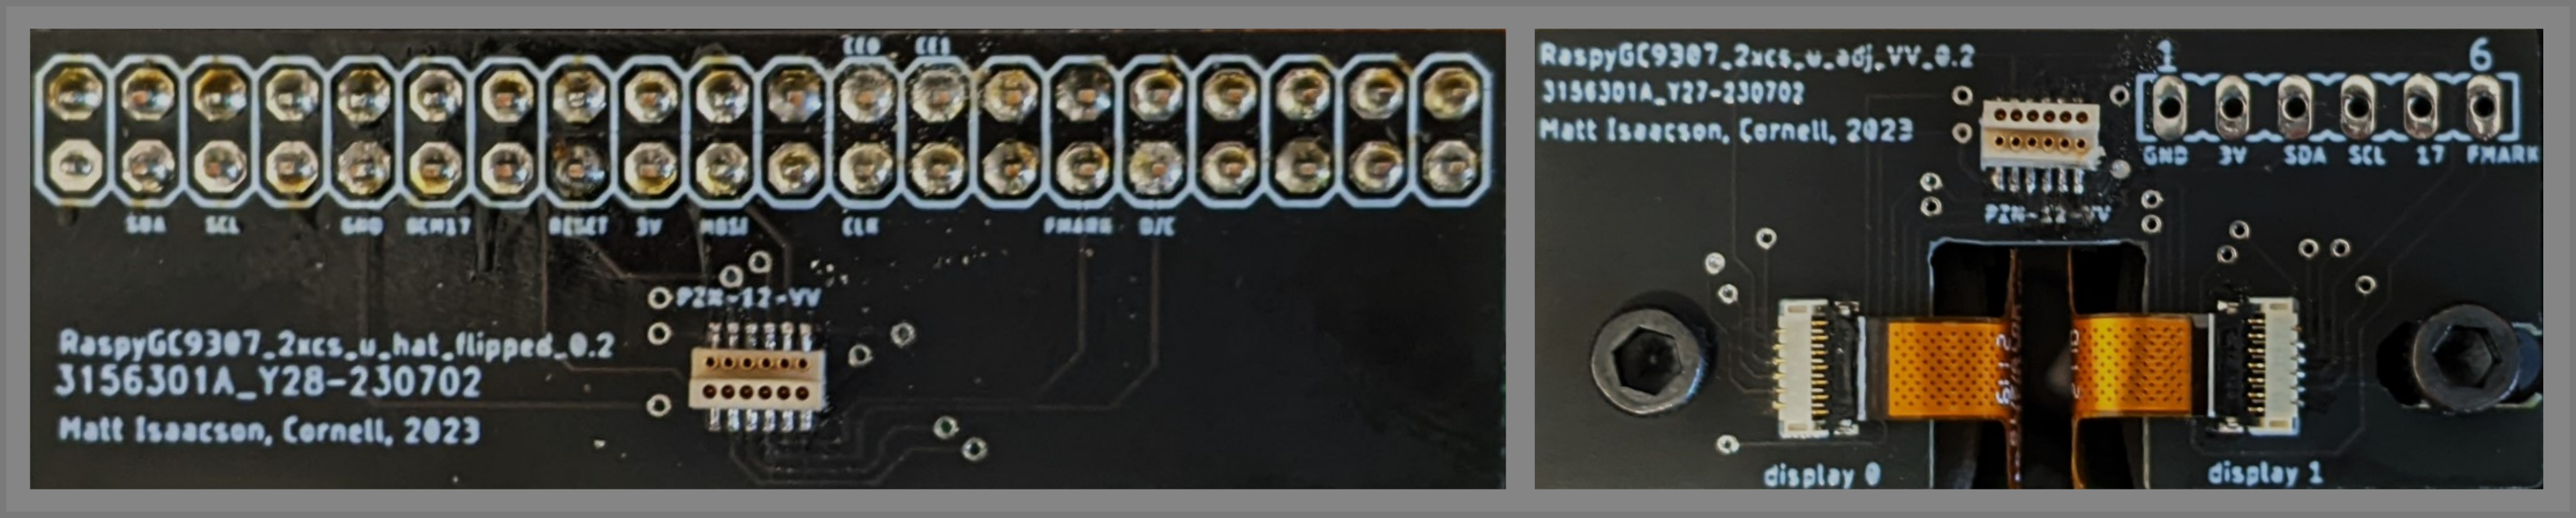 CE0 CE1
SDA SCL GND BCM17 RESET 3V MOSI CLK FMARK D/C
PZN-12-VV
RaspyGC9307_2xcs_u_hat_flipped_0.2
3156301A_Y28-230702
Matt Isaacson, Cornell, 2023
RaspyGC9307_2xcs_u_adj_VV_0.2
3156301A_Y27-230702
Matt Isaacson, Cornell, 2023
1 6
GND 3V SDA SCL 17 FMARK
PZN-12-VV
display 0
display 1